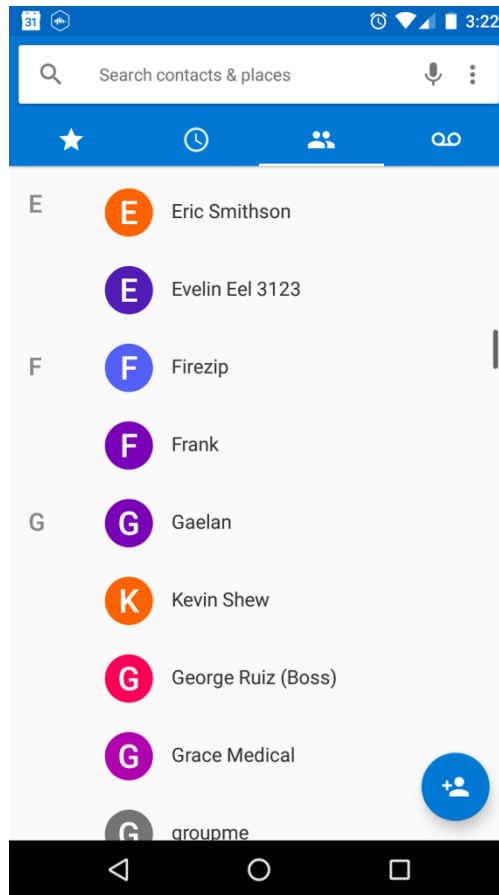 31
3:22
Search contacts & places
E
E Eric Smithson
E Evelin Eel 3123
F
F Firezip
F Frank
G
G Gaelan
K Kevin Shew
G George Ruiz (Boss)
G Grace Medical
G groupme